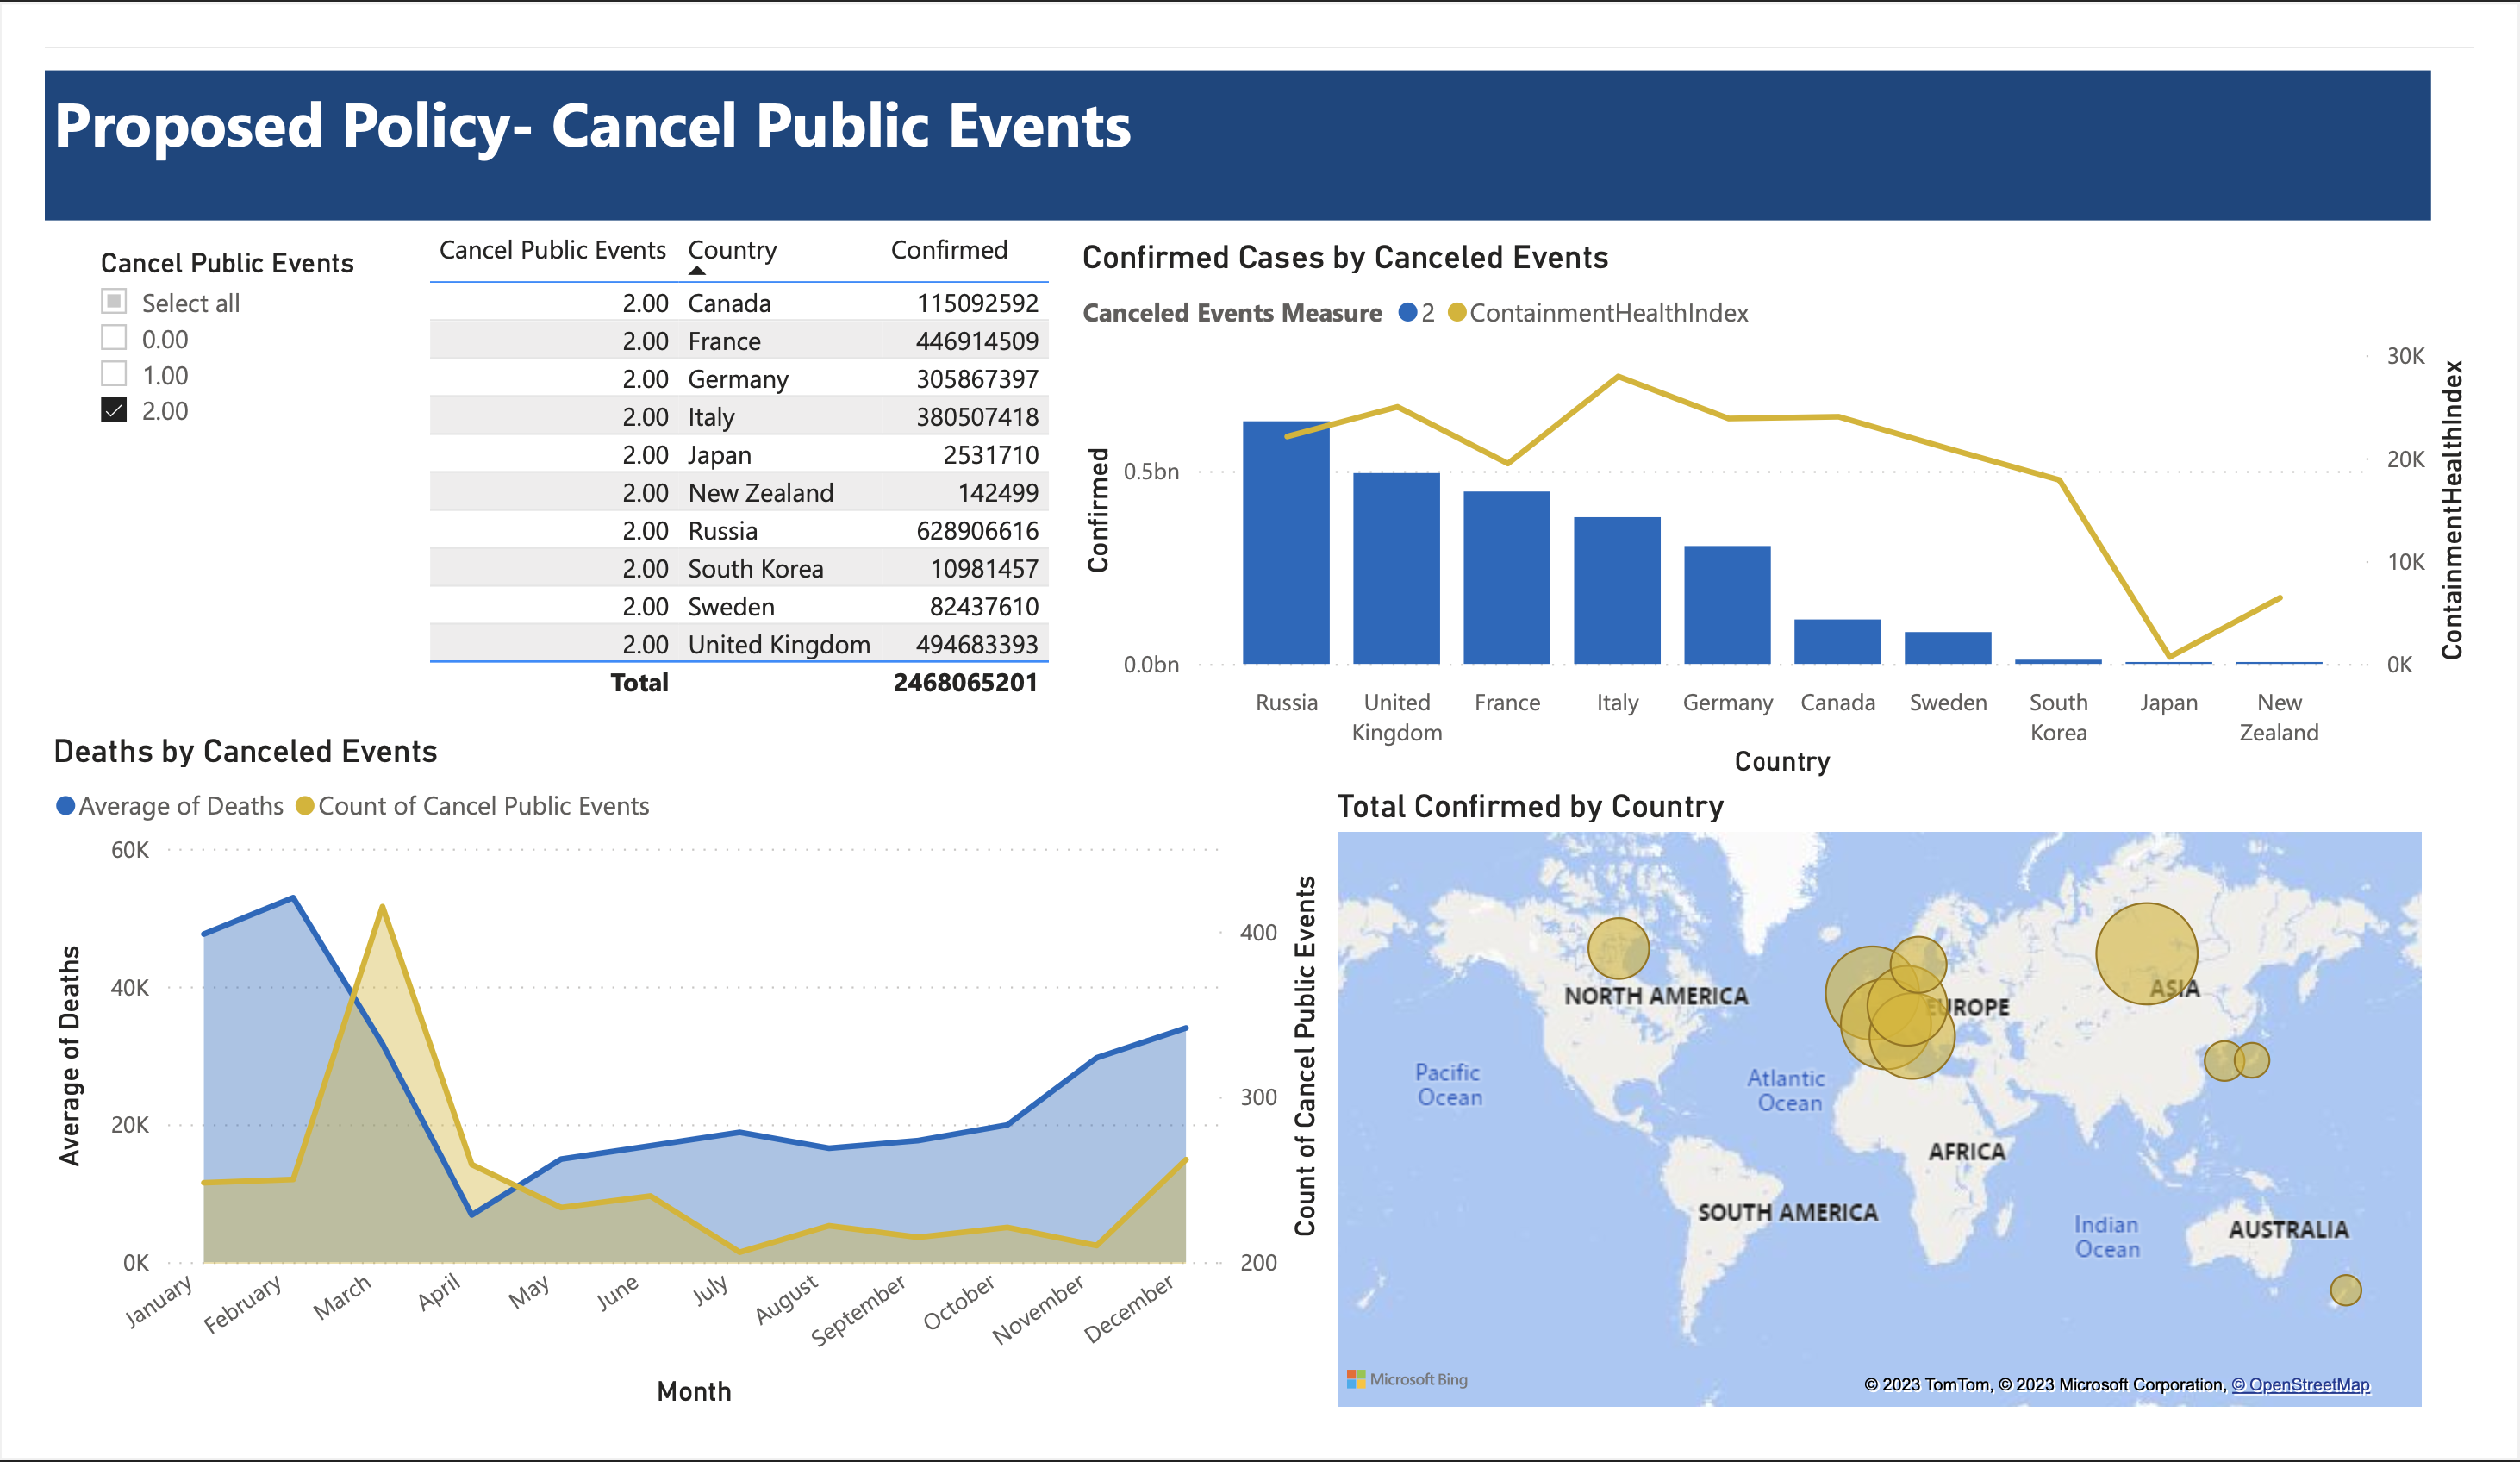 Proposed Policy- Cancel Public Events
Cancel Public Events
Select all
0.00
1.00
2.00
Cancel Public Events Country Confirmed
2.00 Canada 115092592
2.00 France 446914509
2.00 Germany 305867397
2.00 Italy 380507418
2.00 Japan 2531710
2.00 New Zealand 142499
2.00 Russia 628906616
2.00 South Korea 10981457
2.00 Sweden 82437610
2.00 United Kingdom 494683393
Total 2468065201
Confirmed Cases by Canceled Events
Canceled Events Measure 2 ContainmentHealthIndex
Confirmed
0.5bn
0.0bn
30K
20K
10K
0K
ContainmentHealthIndex
Russia United Kingdom France Italy Germany Canada Sweden South Korea Japan New Zealand
Country
Deaths by Canceled Events
Average of Deaths Count of Cancel Public Events
Average of Deaths
60K
40K
20K
0K
400
300
200
Count of Cancel Public Events
January February March April May June July August September October November December
Month
Total Confirmed by Country
NORTH AMERICA
EUROPE
ASIA
Pacific
Ocean
Atlantic
Ocean
AFRICA
SOUTH AMERICA
Indian
Ocean
AUSTRALIA
Microsoft Bing
© 2023 TomTom, © 2023 Microsoft Corporation, © OpenStreetMap